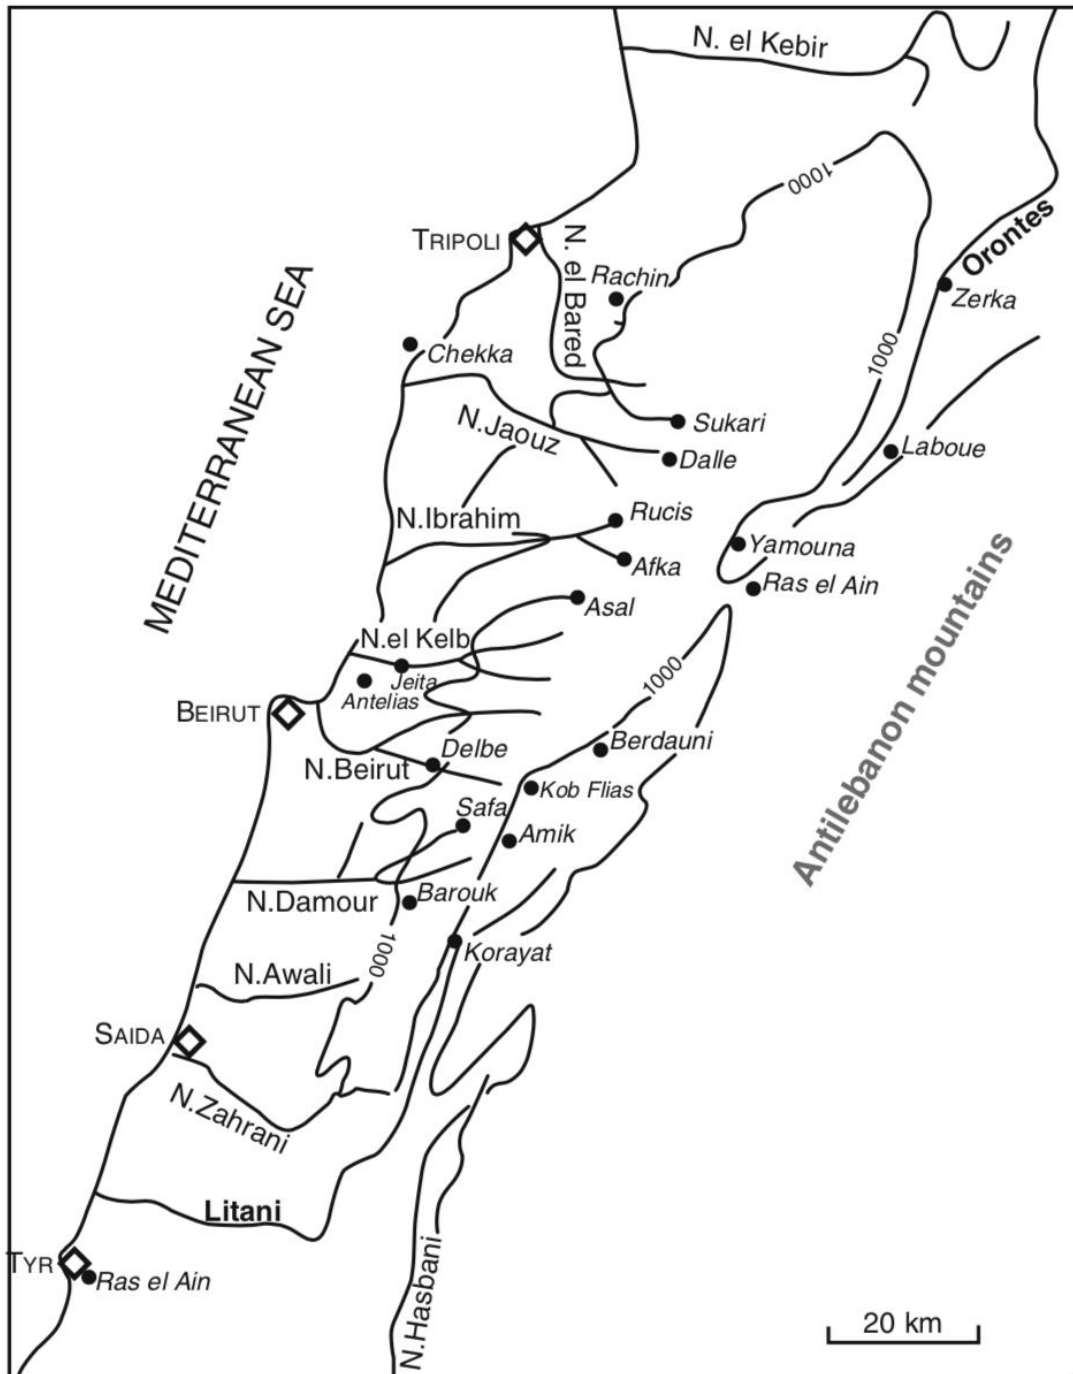 N. el Kebir
1000
Orontes
TRIPOLI
N. el Bared
Rachin
Zerka
MEDITERRANEAN SEA
Chekka
1000
N.Jaouz
Sukari
Laboue
Dalle
N.Ibrahim
Rucis
Yamouna
Afka
Ras el Ain
Asal
Antilebanon mountains
N.el Kelb
Jeita
1000
Antelias
BEIRUT
Delbe
Berdauni
N.Beirut
Kob Flias
Safa
Amik
N.Damour
Barouk
1000
Korayat
N.Awali
SAIDA
N.Zahrani
Litani
TYR
Ras el Ain
N.Hasbani
20 km